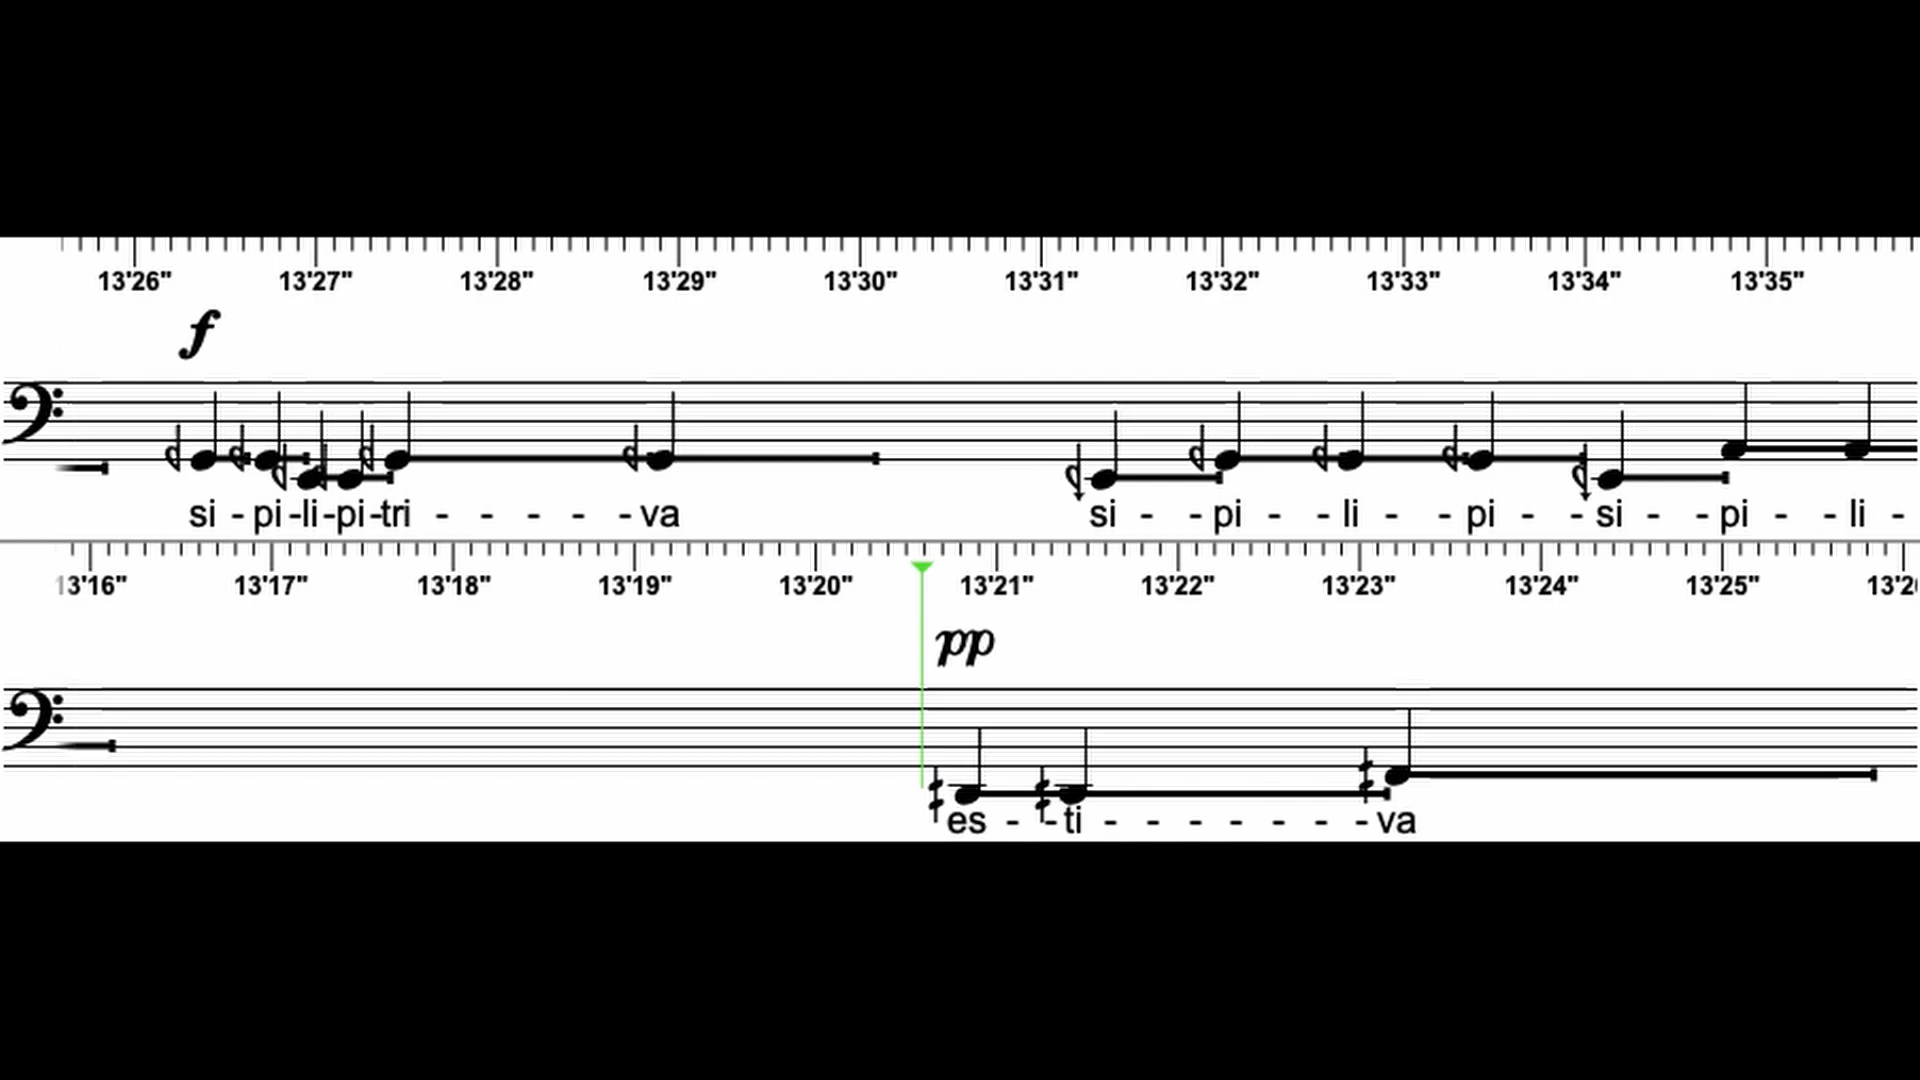 13'26" 13'27" 13'28" 13'29" 13'30" 13'31" 13'32" 13'33" 13'34" 13'35"
f
si - pi -li-pi-tri - - - - - va si - - pi - - li - - pi - - si - - pi - - li -
13'16" 13'17" 13'18" 13'19" 13'20" 13'21" 13'22" 13'23" 13'24" 13'25"
pp
es - - ti - - - - - - - va